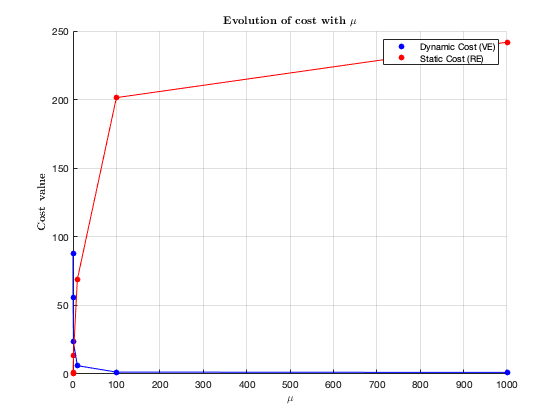 Evolution of cost with μ
Dynamic Cost (VE)
Static Cost (RE)
Cost value
250
200
150
100
50
0
0 100 200 300 400 500 600 700 800 900 1000
μ